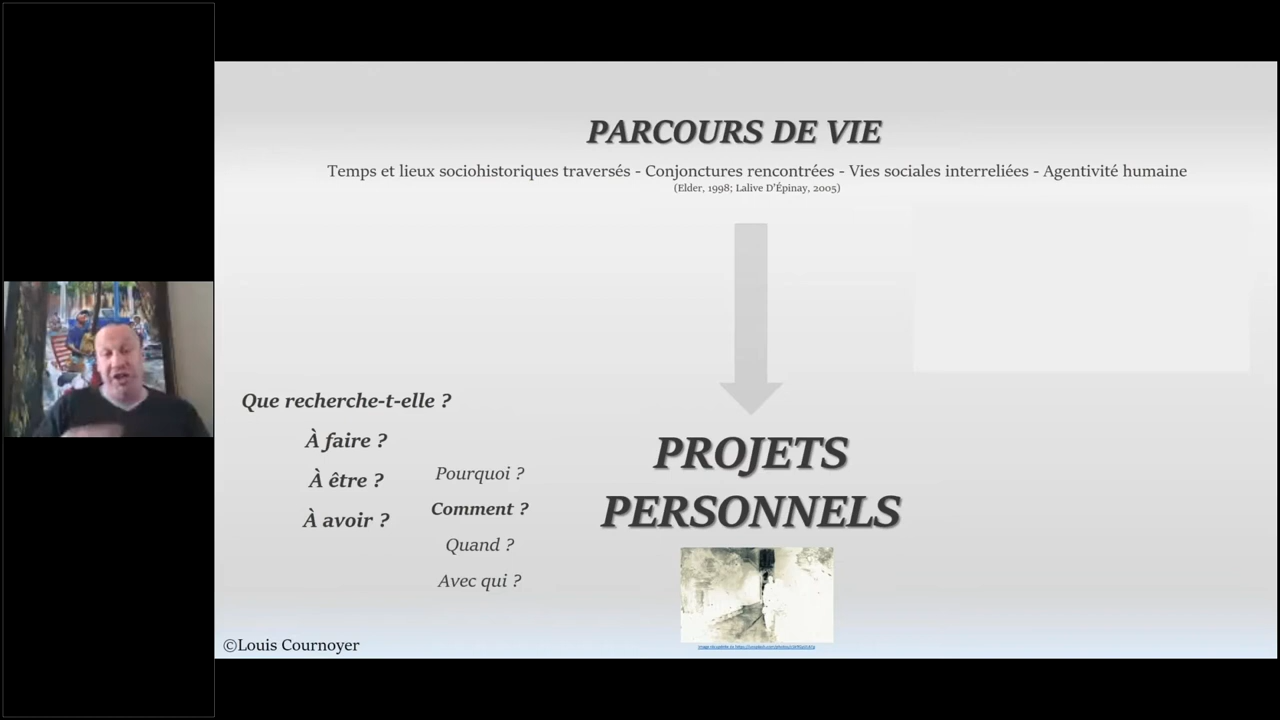 PARCOURS DE VIE
Temps et lieux sociohistoriques traversés - Conjonctures rencontrées - Vies sociales interreliées - Agentivité humaine
(Elder, 1998; Lalive D'Épinay, 2005)
Que recherche-t-elle ?
À faire ?
À être ?
À avoir ?
Pourquoi ?
Comment ?
Quand ?
Avec qui ?
PROJETS
PERSONNELS
©Louis Cournoyer